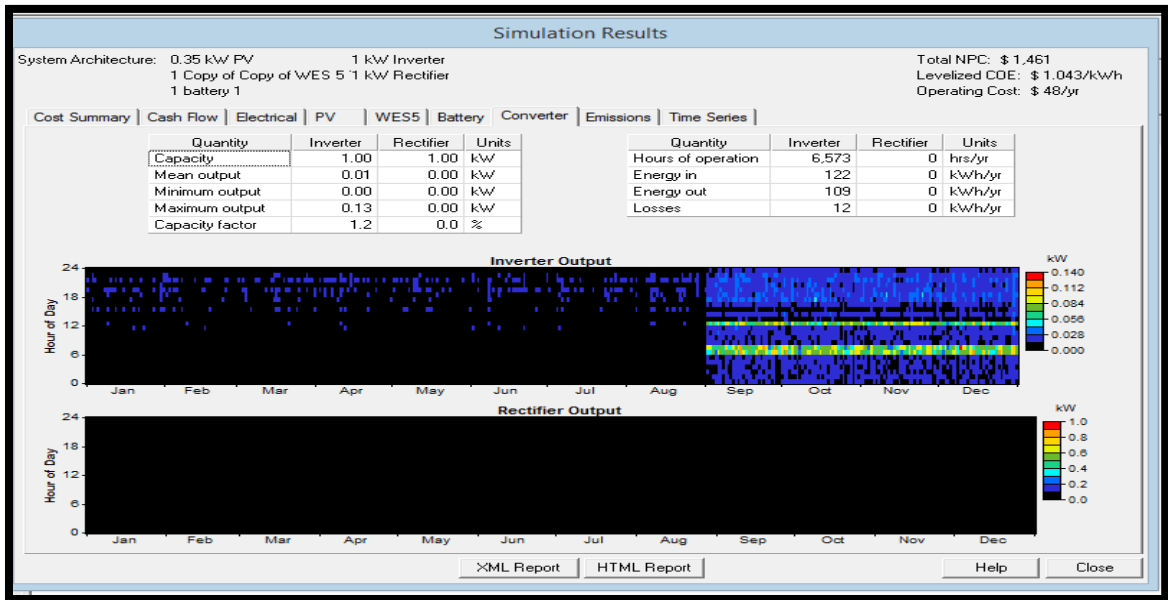 Simulation Results
System Architecture: 0.35 kW PV 1 kW Inverter Total NPC: $ 1,461
1 Copy of Copy of WES 5 1 kW Rectifier Levelized COE: $ 1.043/kWh
1 battery 1 Operating Cost: $ 48/yr
Cost Summary Cash Flow Electrical PV WES5 Battery Converter Emissions Time Series
Quantity Inverter Rectifier Units Quantity Inverter Rectifier Units
Capacity 1.00 1.00 kW Hours of operation 6,573 0 hrs/yr
Mean output 0.01 0.00 kW Energy in 122 0 kWh/yr
Minimum output 0.00 0.00 kW Energy out 109 0 kWh/yr
Maximum output 0.13 0.00 kW Losses 12 0 kWh/yr
Capacity factor 1.2 0.0 %
Inverter Output
kW
Hour of Day
24
18
12
6
0
0.140
0.112
0.084
0.056
0.028
0.000
Jan Feb Mar Apr May Jun Jul Aug Sep Oct Nov Dec
Rectifier Output
kW
Hour of Day
24
18
12
6
0
1.0
0.8
0.6
0.4
0.2
0.0
Jan Feb Mar Apr May Jun Jul Aug Sep Oct Nov Dec
XML Report HTML Report Help Close